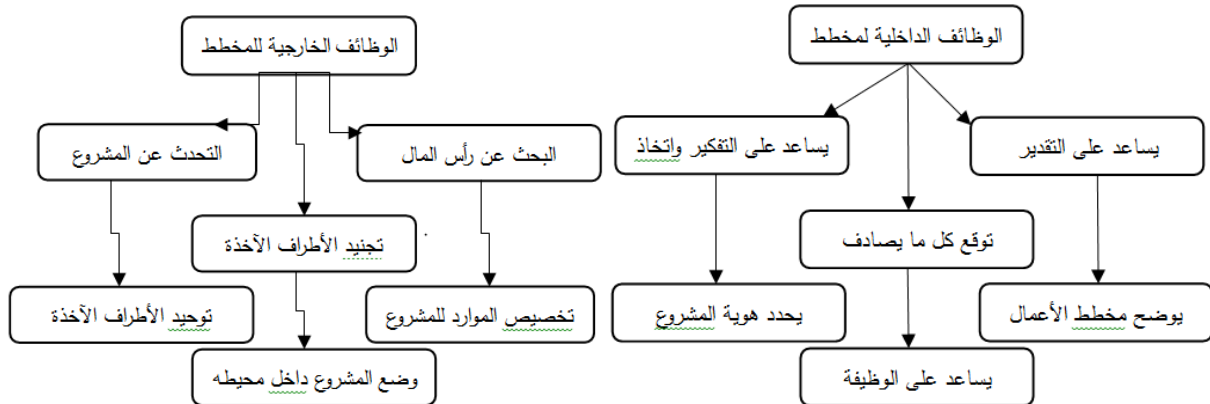 الوظائف الداخلية لمخطط
يساعد على التقدير
يساعد على التفكير واتخاذ
توقع كل ما يصادف
يوضح مخطط الأعمال
يحدد هوية المشروع
يساعد على الوظيفة
الوظائف الخارجية للمخطط
البحث عن رأس المال
التحدث عن المشروع
تجنيد الأطراف الآخذة
تخصيص الموارد للمشروع
توحيد الأطراف الآخذة
وضع المشروع داخل محيطه